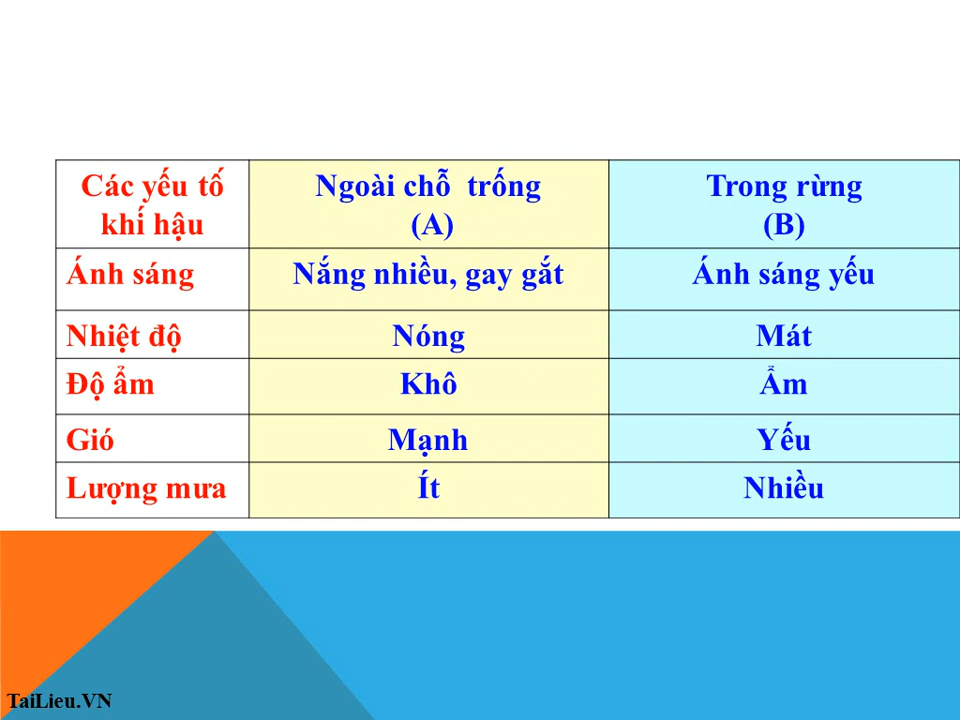 Các yếu tố
khí hậu
Ngoài chỗ trống
(A)
Trong rừng
(B)
Ánh sáng
Nắng nhiều, gay gắt
Ánh sáng yếu
Nhiệt độ
Nóng
Mát
Độ ẩm
Khô
Ẩm
Gió
Mạnh
Yếu
Lượng mưa
Ít
Nhiều
TaiLieu.VN